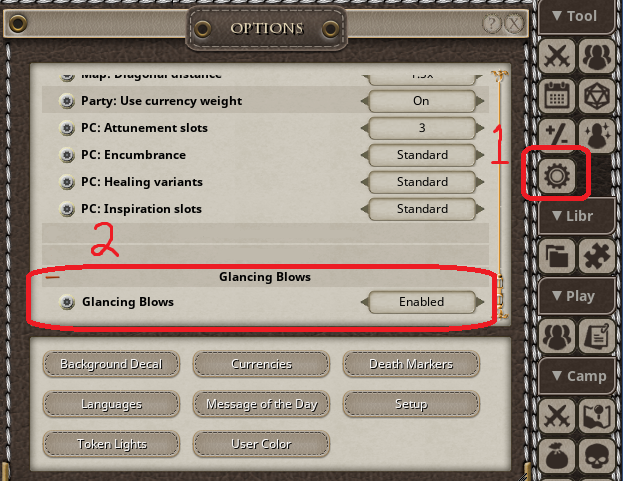 OPTIONS
? X
Map: Diagonal distance 1.5x
Party: Use currency weight On
PC: Attunement slots 3
PC: Encumbrance Standard
PC: Healing variants Standard
PC: Inspiration slots Standard
1
2
Glancing Blows
Glancing Blows Enabled
Background Decal Currencies Death Markers
Languages Message of the Day Setup
Token Lights User Color
▼ Tool
+/-
▼ Libr
▼ Play
▼ Camp